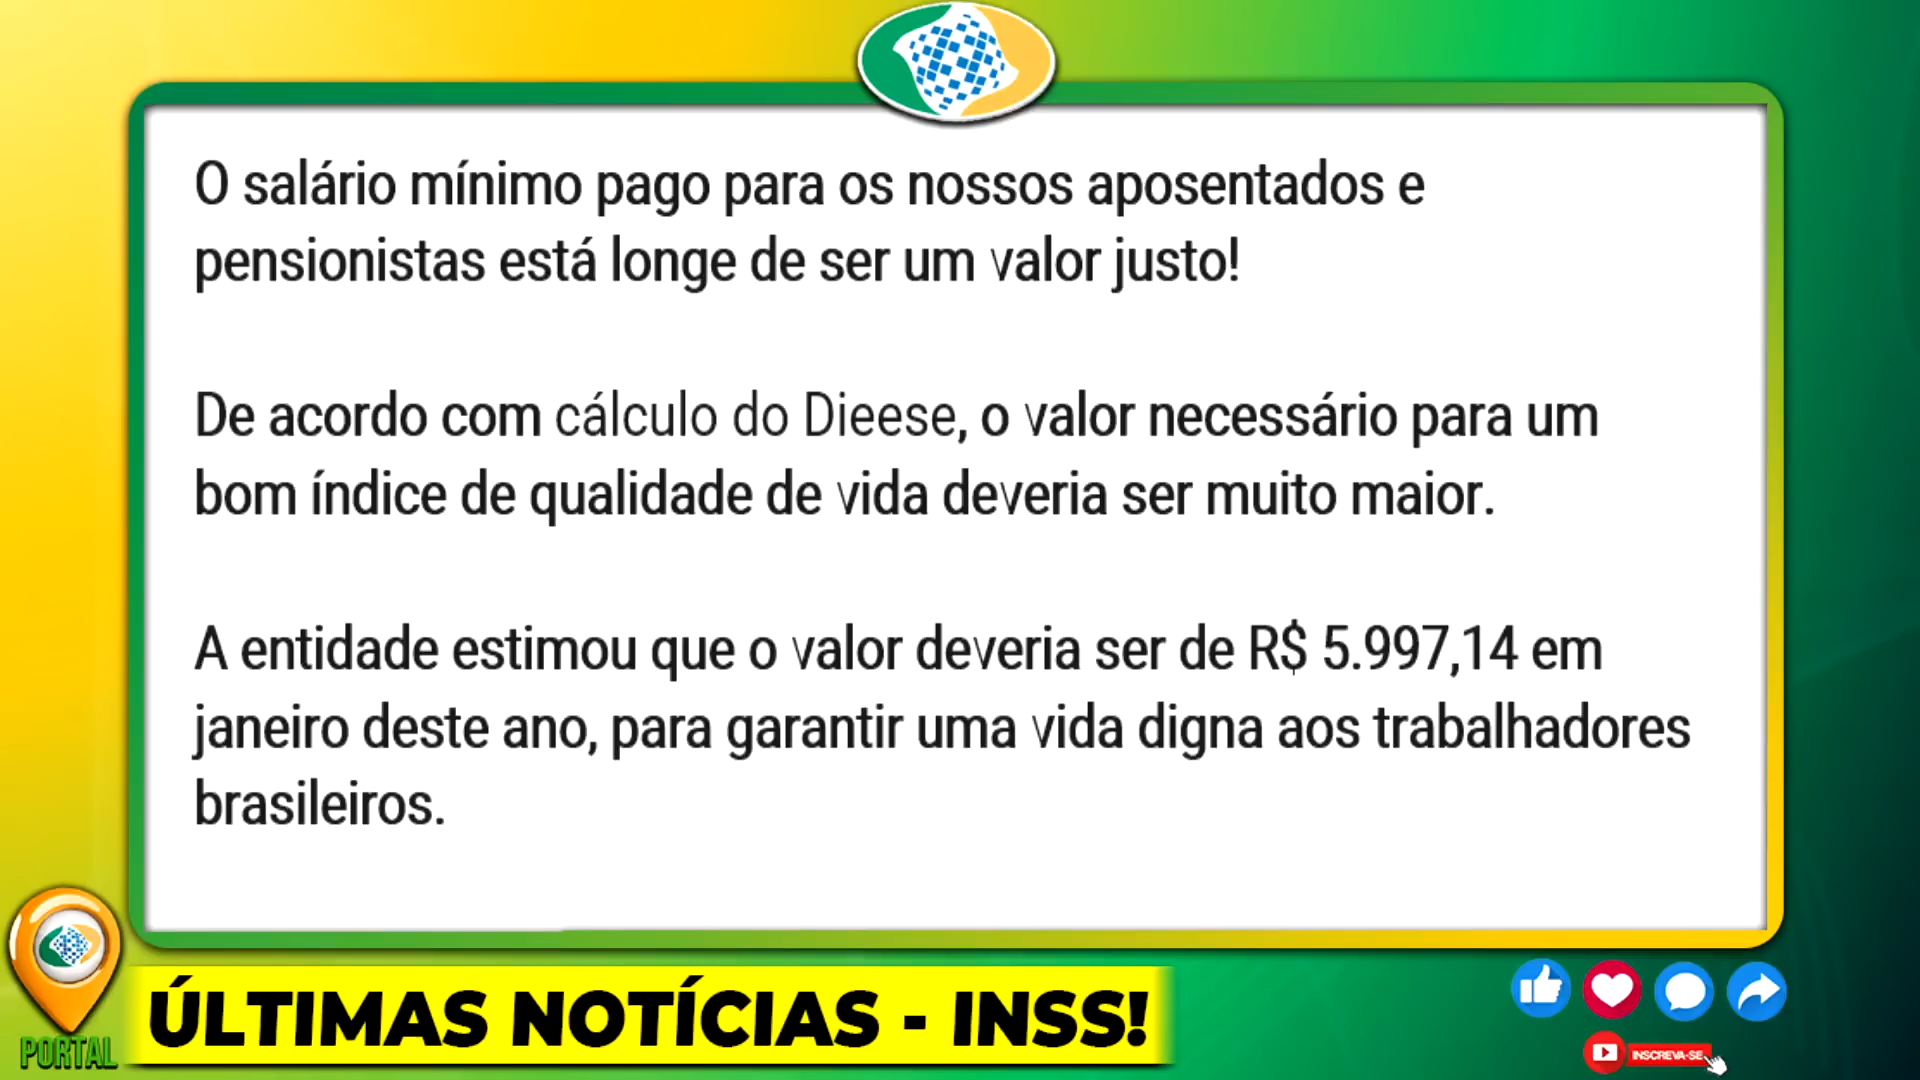 O salário mínimo pago para os nossos aposentados e
pensionistas está longe de ser um valor justo!
De acordo com cálculo do Dieese, o valor necessário para um
bom índice de qualidade de vida deveria ser muito maior.
A entidade estimou que o valor deveria ser de R$ 5.997,14 em
janeiro deste ano, para garantir uma vida digna aos trabalhadores
brasileiros.
ÚLTIMAS NOTÍCIAS - INSS!
PORTAL
INSCREVA-SE